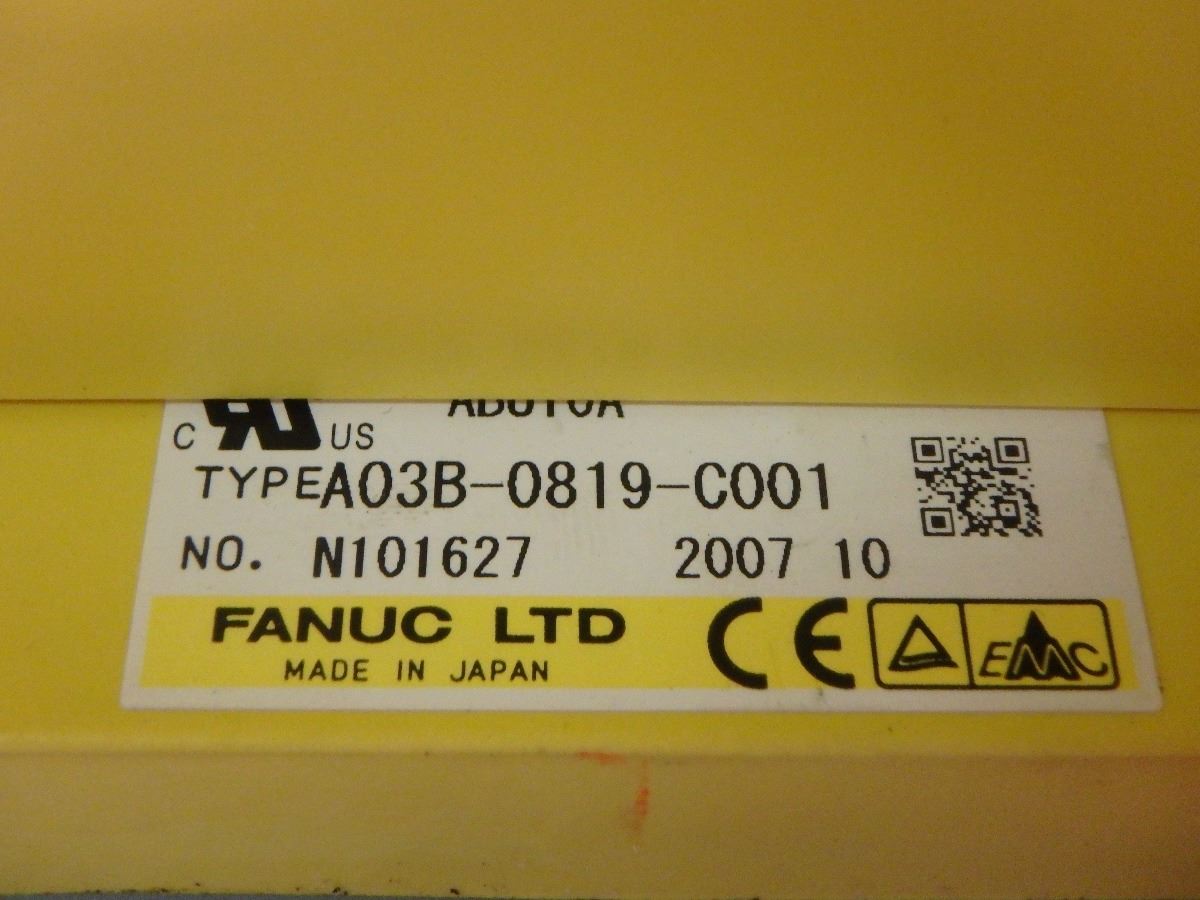 C US
TYPE A03B-0819-C001
NO. N101627 2007 10
FANUC LTD CE EMC
MADE IN JAPAN